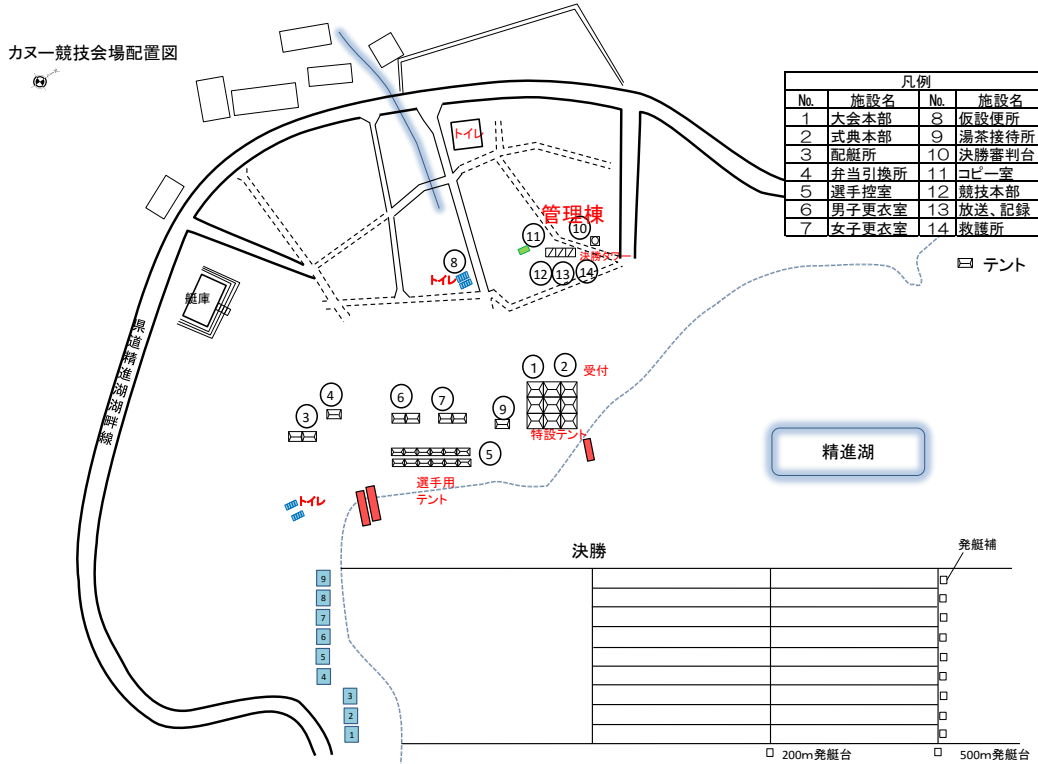 カヌー競技会場配置図
凡例
No. 施設名 No. 施設名
1 大会本部 8 仮設便所
2 式典本部 9 湯茶接待所
3 配艇所 10 決勝審判台
4 弁当引換所 11 コピー室
5 選手控室 12 競技本部
6 男子更衣室 13 放送、記録
7 女子更衣室 14 救護所
テント
トイレ
管理棟
10
11
決勝タワー
12 13 14
8
トイレ
艇庫
県道精進湖湖畔線
1 2
受付
4
6 7
9
3
特設テント
5
精進湖
選手用
テント
トイレ
決勝
発艇補
9
8
7
6
5
4
3
2
1
200m発艇台
500m発艇台